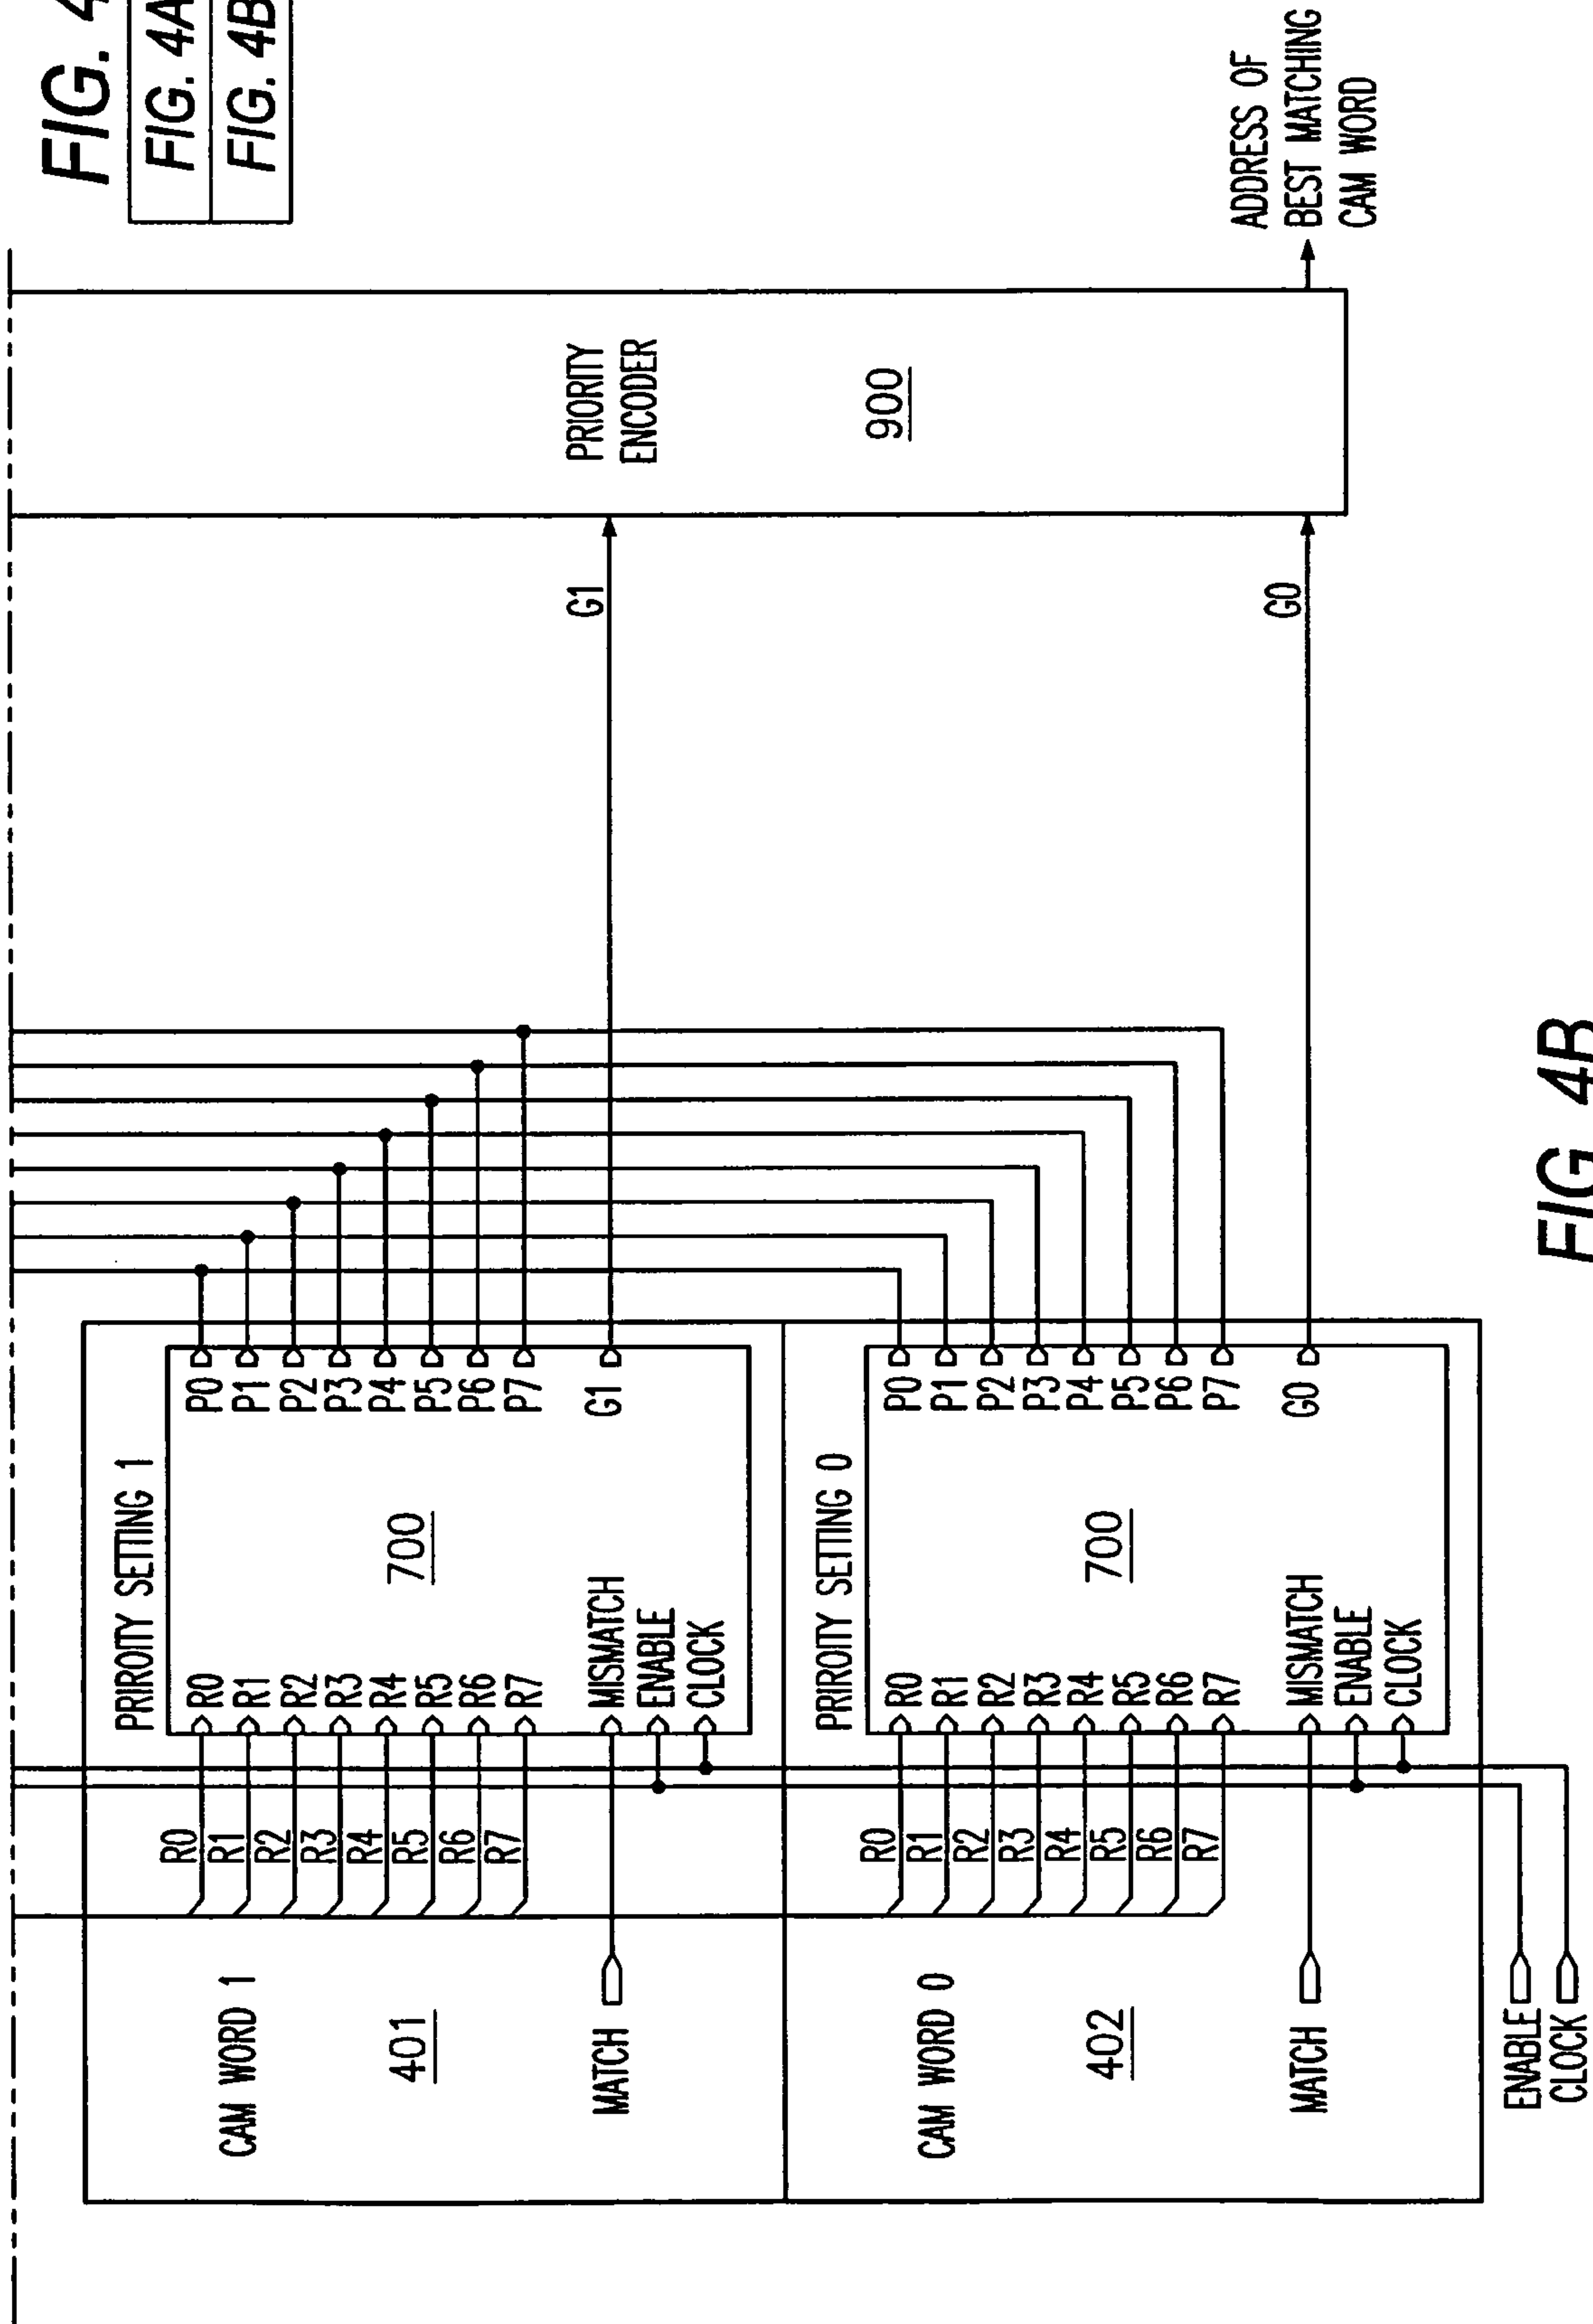 FIG. 4
FIG. 4A
FIG. 4B
PRIROITY SETTING 1
CAM WORD 1
401
R0
R1
R2
R3
R4
R5
R6
R7
MATCH
R0
R1
R2
R3
R4
R5
R6
R7
MISMATCH
ENABLE
CLOCK
700
P0
P1
P2
P3
P4
P5
P6
P7
G1
G1
PRIORITY
ENCODER
900
PRIROITY SETTING 0
CAM WORD 0
402
R0
R1
R2
R3
R4
R5
R6
R7
MATCH
R0
R1
R2
R3
R4
R5
R6
R7
MISMATCH
ENABLE
CLOCK
700
P0
P1
P2
P3
P4
P5
P6
P7
G0
G0
ADDRESS OF
BEST MATCHING
CAM WORD
ENABLE
CLOCK
FIG 4B